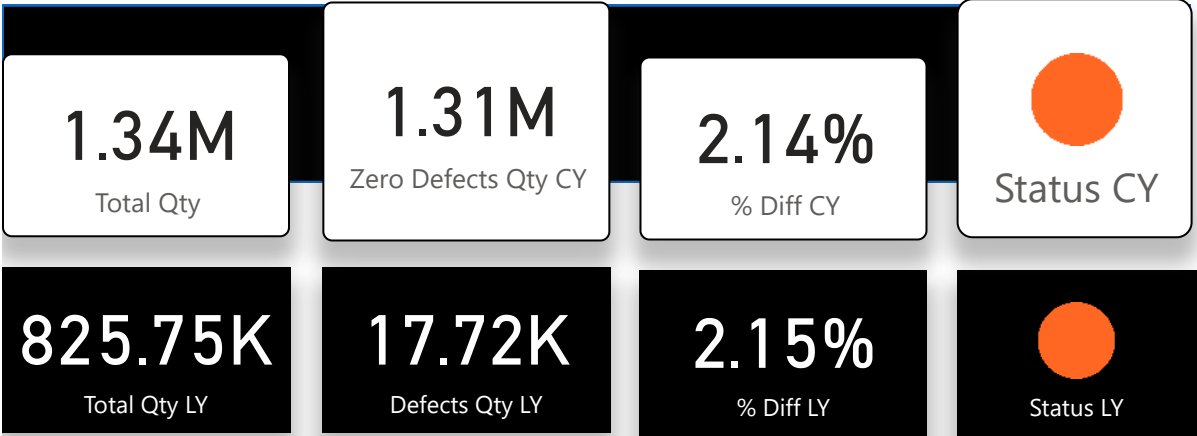 1.34M
Total Qty
1.31M
Zero Defects Qty CY
2.14%
% Diff CY
Status CY
825.75K
Total Qty LY
17.72K
Defects Qty LY
2.15%
% Diff LY
Status LY